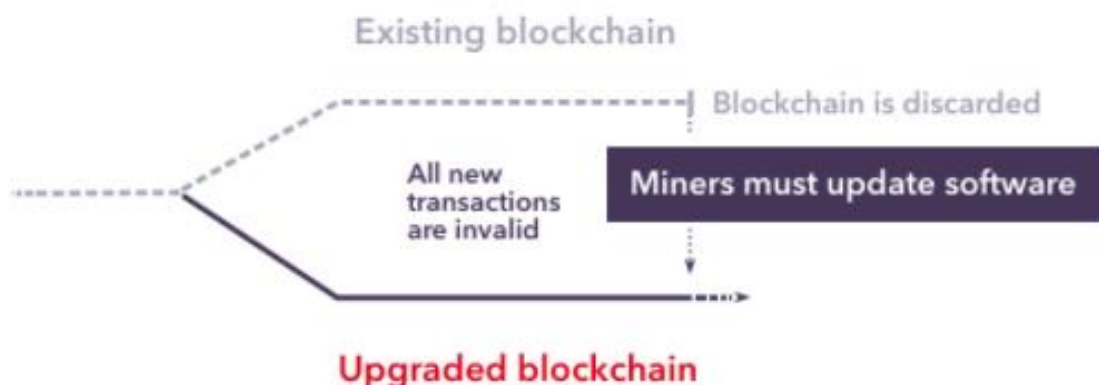 Existing blockchain
Blockchain is discarded
All new
transactions
are invalid
Miners must update software
Upgraded blockchain